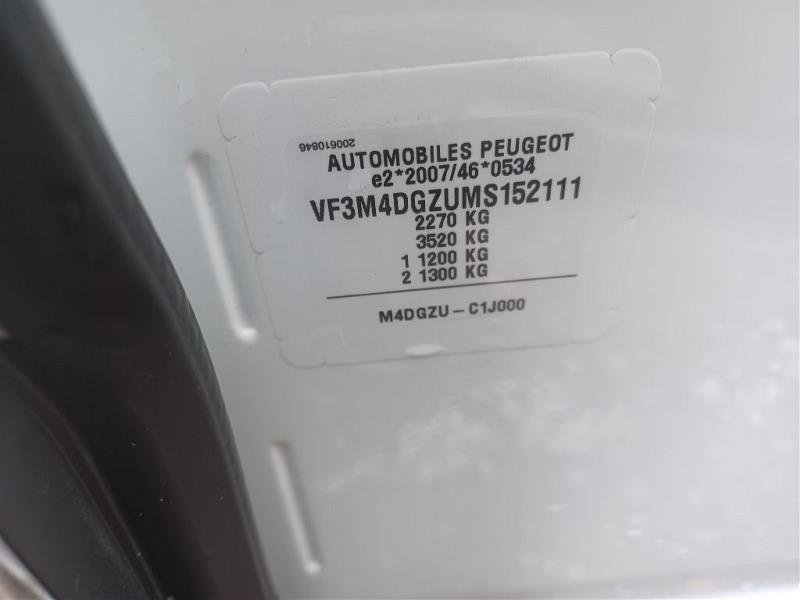 200610846
AUTOMOBILES PEUGEOT
e2*2007/46*0534
VF3M4DGZUMS152111
2270 KG
3520 KG
1 1200 KG
2 1300 KG
M4DGZU-C1J000